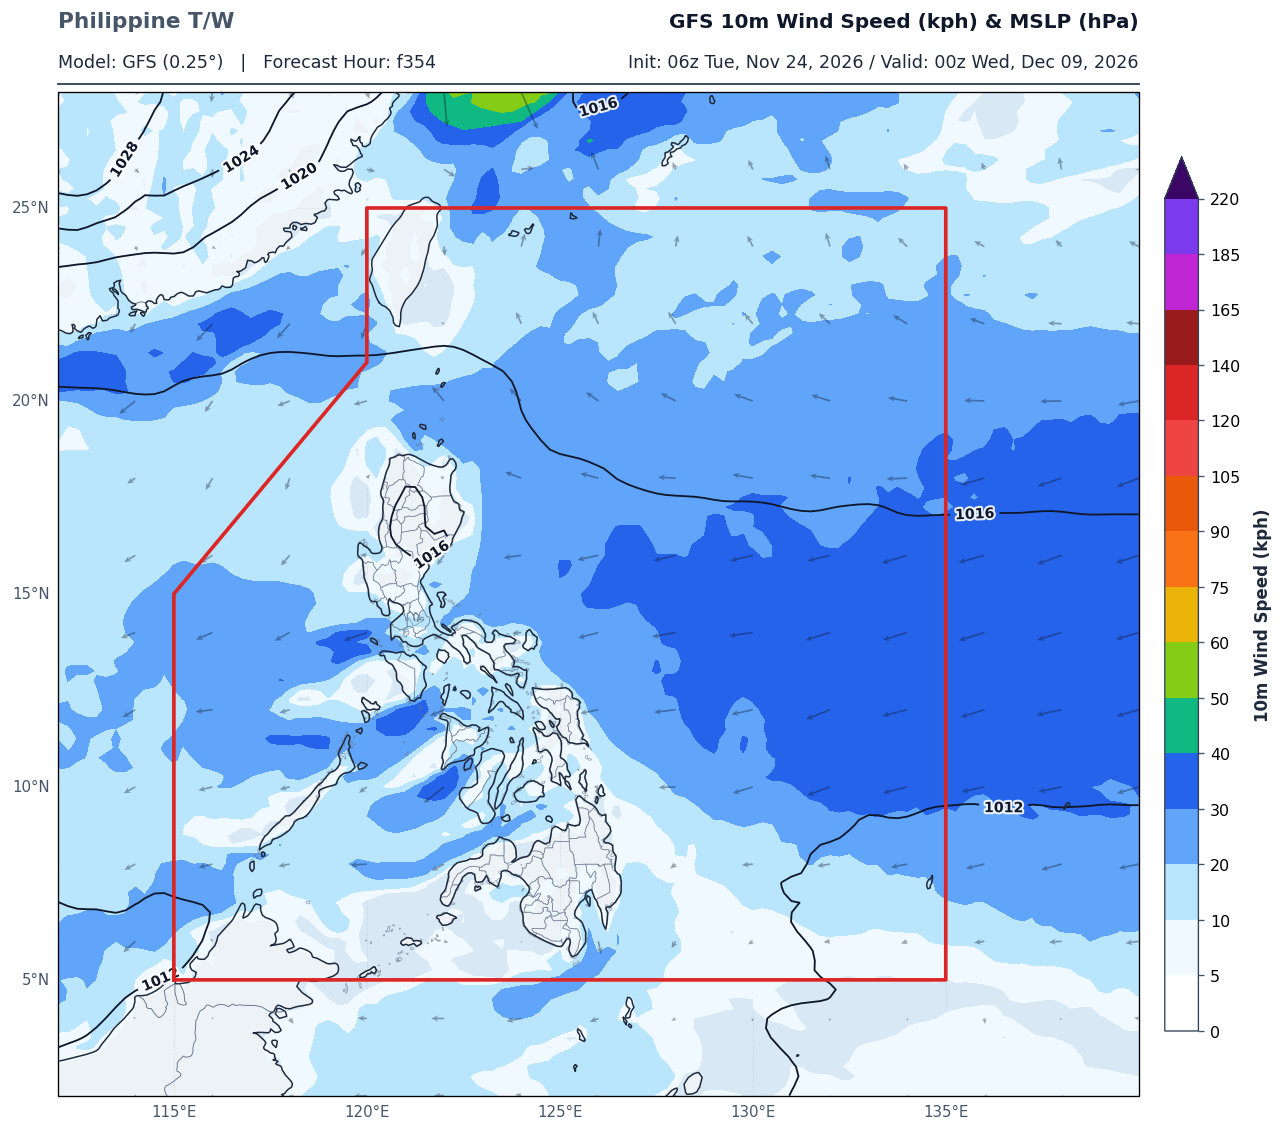 Philippine T/W
GFS 10m Wind Speed (kph) & MSLP (hPa)
Model: GFS (0.25°) | Forecast Hour: f354
Init: 06z Tue, Nov 24, 2026 / Valid: 00z Wed, Dec 09, 2026
1016
1028
1024
1020
1016
1016
1012
1012
25°N
20°N
15°N
10°N
5°N
115°E
120°E
125°E
130°E
135°E
220
185
165
140
120
105
90
75
60
50
40
30
20
10
5
0
10m Wind Speed (kph)